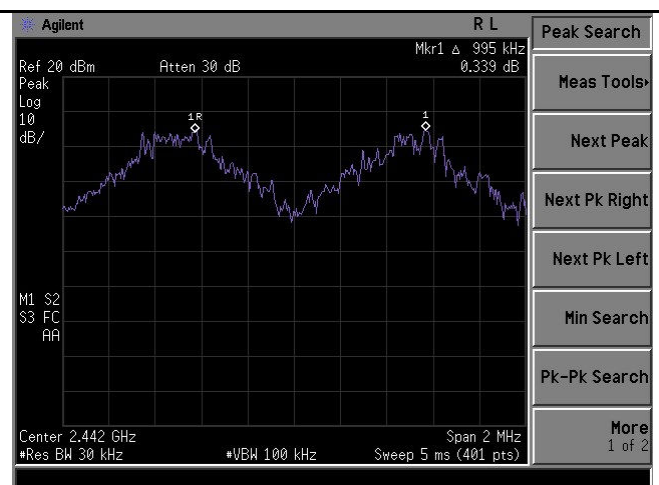 Agilent R L
Mkr1 Δ 995 kHz
Ref 20 dBm Atten 30 dB 0.339 dB
Peak
Log
10
dB/
1R
1
M1 S2
S3 FC
AA
Center 2.442 GHz Span 2 MHz
#Res BW 30 kHz #VBW 100 kHz Sweep 5 ms (401 pts)
Peak Search
Meas Tools
Next Peak
Next Pk Right
Next Pk Left
Min Search
Pk-Pk Search
More
1 of 2